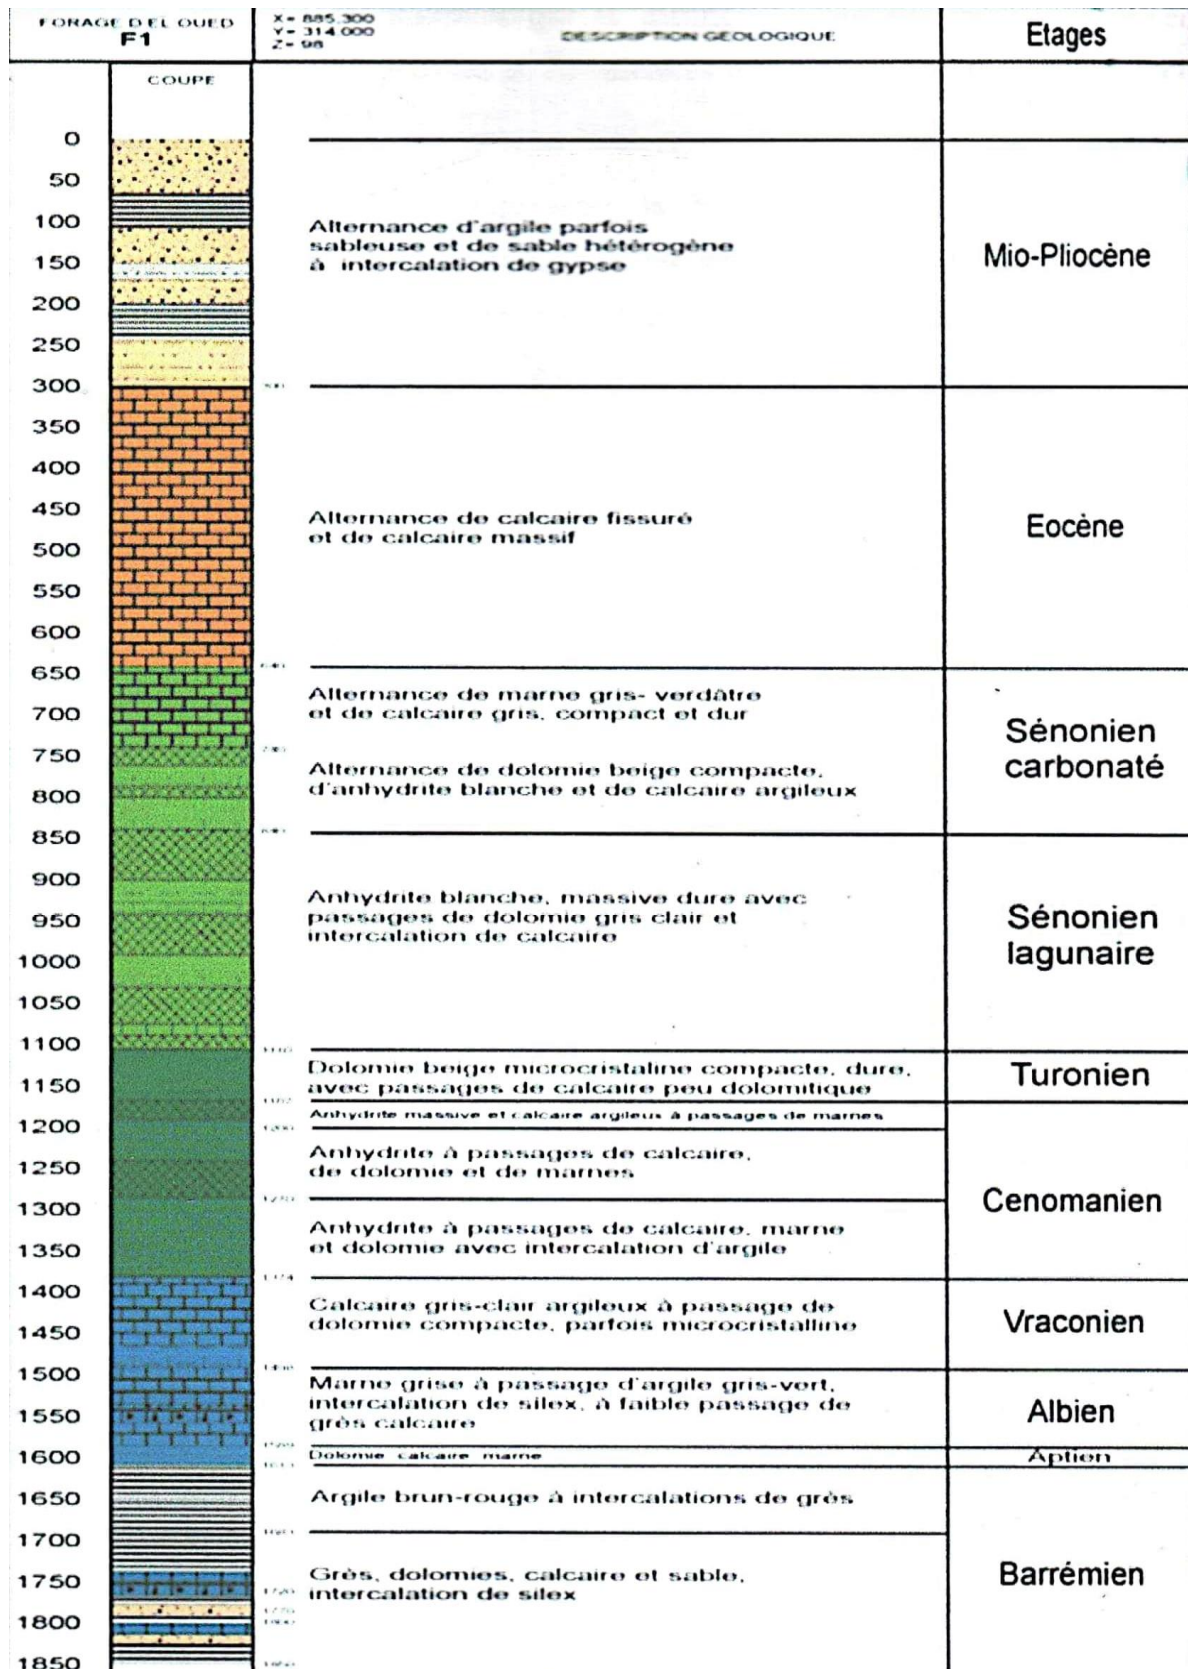 FORAGE D EL OUED
F1
X= 885.300
Y= 314.000
Z= 98
DESCRIPTION GEOLOGIQUE
Etages
COUPE
0
50
100
150
200
250
300
350
400
450
500
550
600
650
700
750
800
850
900
950
1000
1050
1100
1150
1200
1250
1300
1350
1400
1450
1500
1550
1600
1650
1700
1750
1800
1850
Alternance d'argile parfois
sableuse et de sable hétérogène
à intercalation de gypse
Mio-Pliocène
Alternance de calcaire fissuré
et de calcaire massif
Eocène
Alternance de marne gris- verdâtre
et de calcaire gris, compact et dur
Alternance de dolomie beige compacte,
d'anhydrite blanche et de calcaire argileux
Sénonien
carbonaté
Anhydrite blanche, massive dure avec
passages de dolomie gris clair et
intercalation de calcaire
Sénonien
lagunaire
Dolomie beige microcristaline compacte, dure,
avec passages de calcaire peu dolomitique
Turonien
Anhydrite massive et calcaire argileux à passages de marnes
1200
Anhydrite à passages de calcaire,
de dolomie et de marnes
Anhydrite à passages de calcaire, marne
et dolomie avec intercalation d'argile
Cenomanien
1374
Calcaire gris-clair argileux à passage de
dolomie compacte, parfois microcristalline
Vraconien
Marne grise à passage d'argile gris-vert,
intercalation de silex, à faible passage de
grès calcaire
Albien
Dolomie calcaire marne
Aptien
Argile brun-rouge à intercalations de grès
Grès, dolomies, calcaire et sable,
intercalation de silex
Barrémien